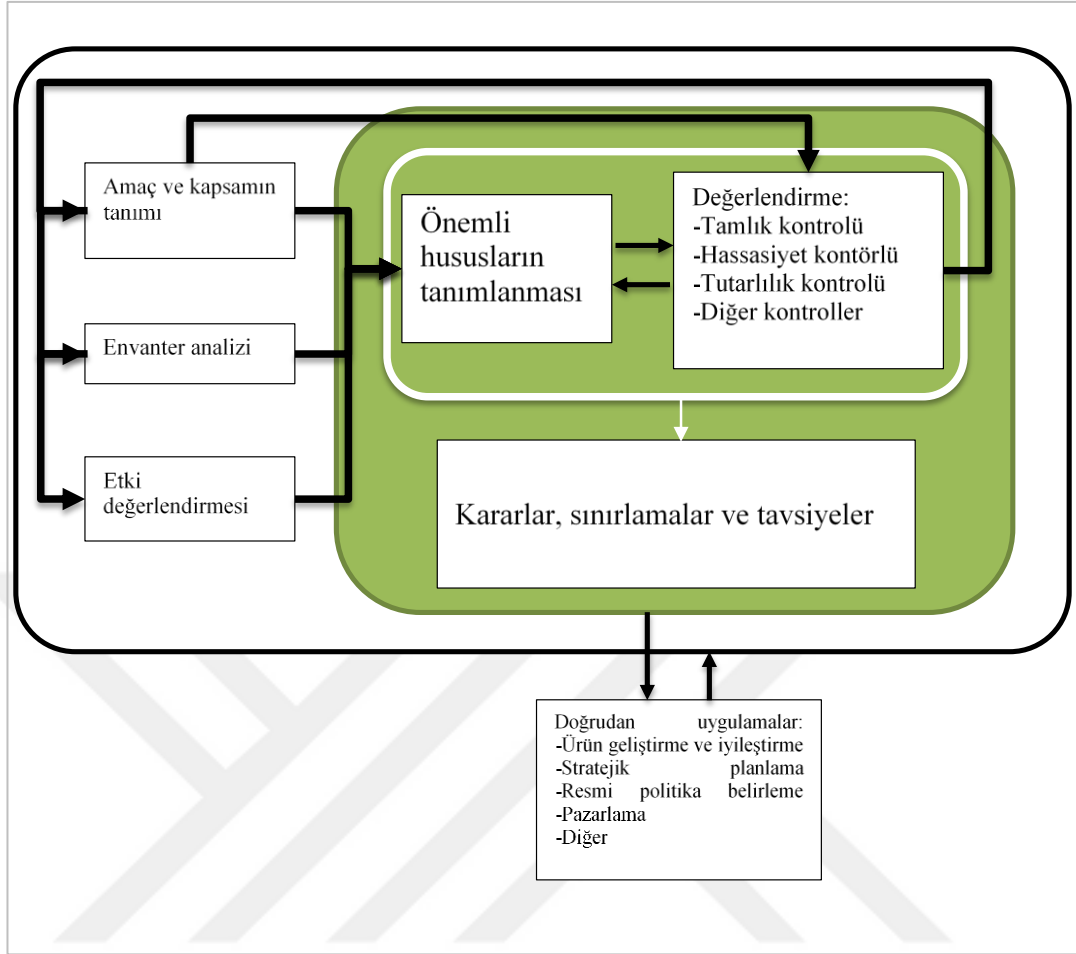 Amaç ve kapsamın
tanımı
Önemli
hususların
tanımlanması
Değerlendirme:
-Tamlık kontrolü
-Hassasiyet kontörlü
-Tutarlılık kontrolü
-Diğer kontroller
Envanter analizi
Etki
değerlendirmesi
Kararlar, sınırlamalar ve tavsiyeler
Doğrudan uygulamalar:
-Ürün geliştirme ve iyileştirme
-Stratejik planlama
-Resmi politika belirleme
-Pazarlama
-Diğer